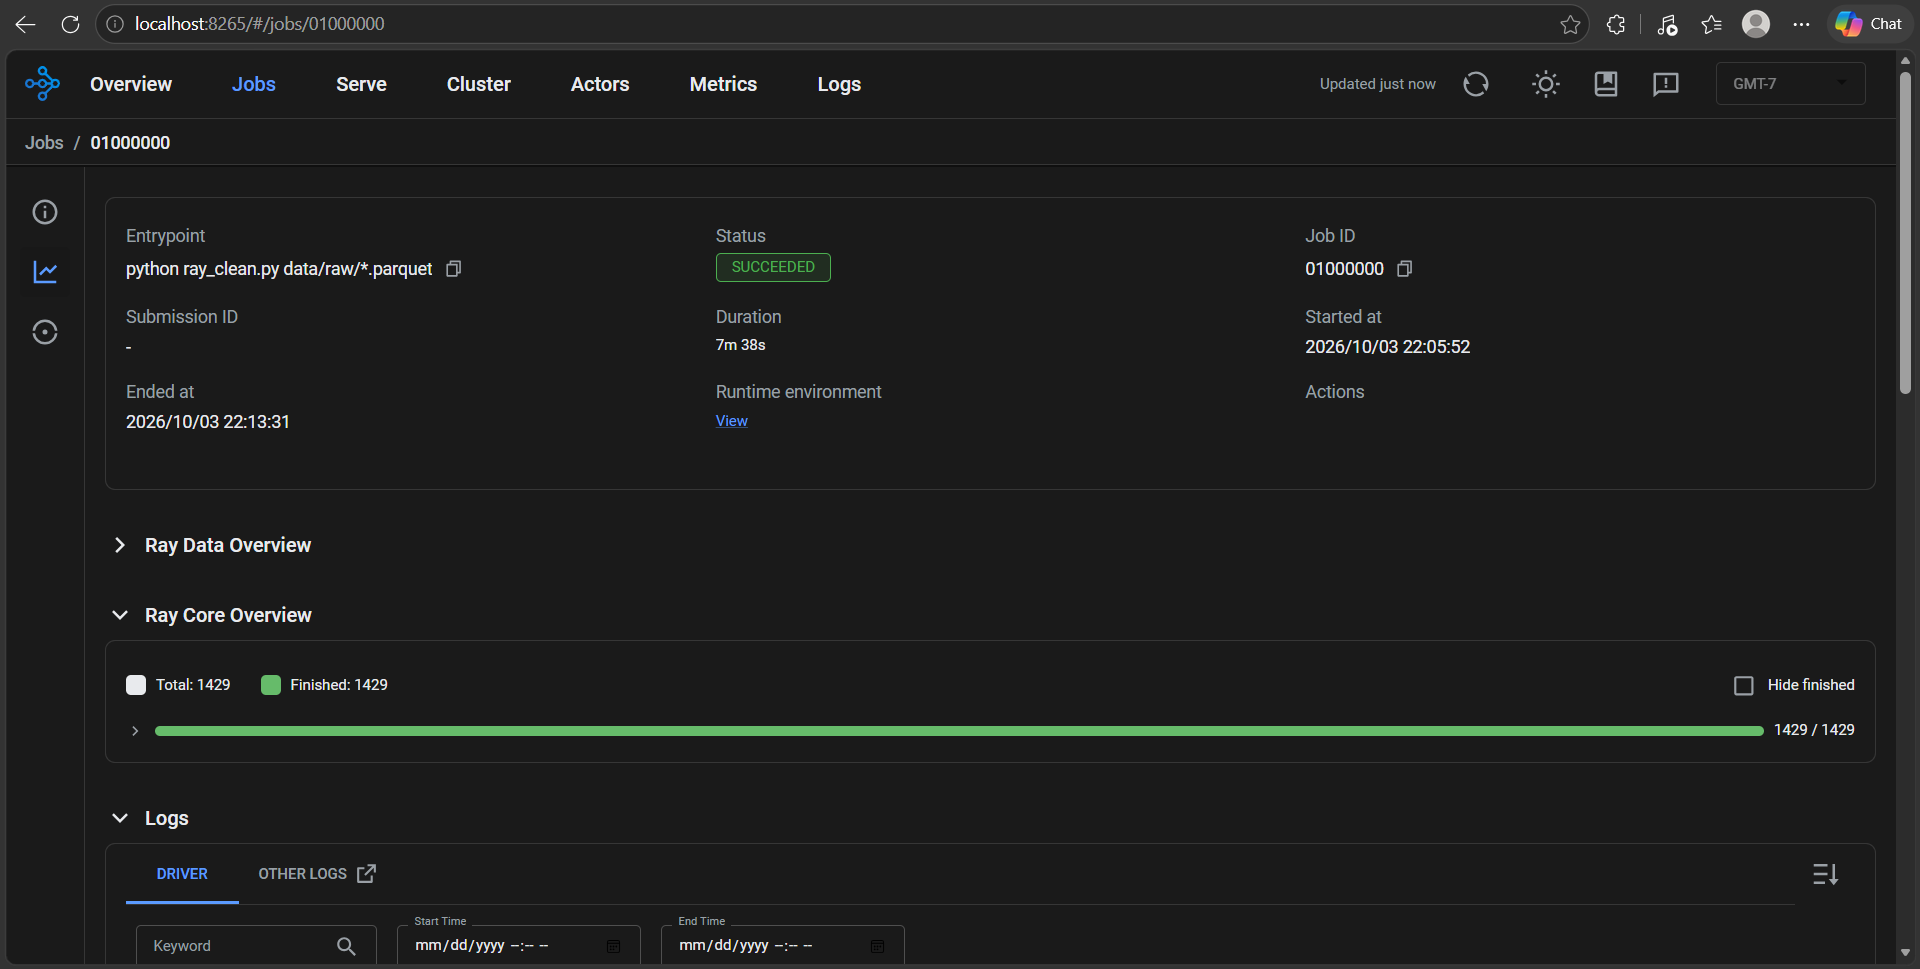 localhost:8265/#/jobs/01000000
Chat
Overview Jobs Serve Cluster Actors Metrics Logs Updated just now GMT-7
Jobs / 01000000
Entrypoint Status Job ID
python ray_clean.py data/raw/*.parquet SUCCEEDED 01000000
Submission ID Duration Started at
- 7m 38s 2026/10/03 22:05:52
Ended at Runtime environment Actions
2026/10/03 22:13:31 View
Ray Data Overview
Ray Core Overview
Total: 1429 Finished: 1429 Hide finished
1429 / 1429
Logs
DRIVER OTHER LOGS
Start Time End Time
Keyword mm/dd/yyyy --:-- -- mm/dd/yyyy --:-- --